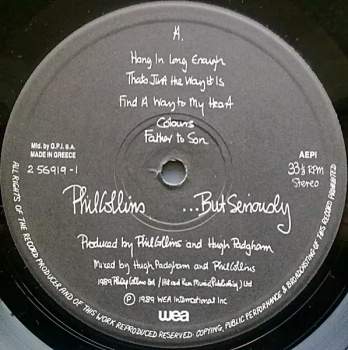 A.
Hang In Long Enough
Thats Just the Way It Is
Find A Way to My Heart
Colours
Father to Son
Mfd. by O.P.I. S.A.
MADE IN GREECE
2 56919-1
AEPI
33⅓ RPM
Stereo
Phil Collins ...But Seriously
Produced by Phil Collins and Hugh Padgham
Mixed by Hugh Padgham and Phil Collins
1989 Philip Collins Ltd / Hit and Run Music (Publishing) Ltd
℗ 1989 WEA International Inc
wea
ALL RIGHTS OF THE RECORD PRODUCER AND OF THE OWNER OF THE WORK REPRODUCED RESERVED · COPYING, PUBLIC PERFORMANCE & BROADCASTING OF THIS RECORD PROHIBITED